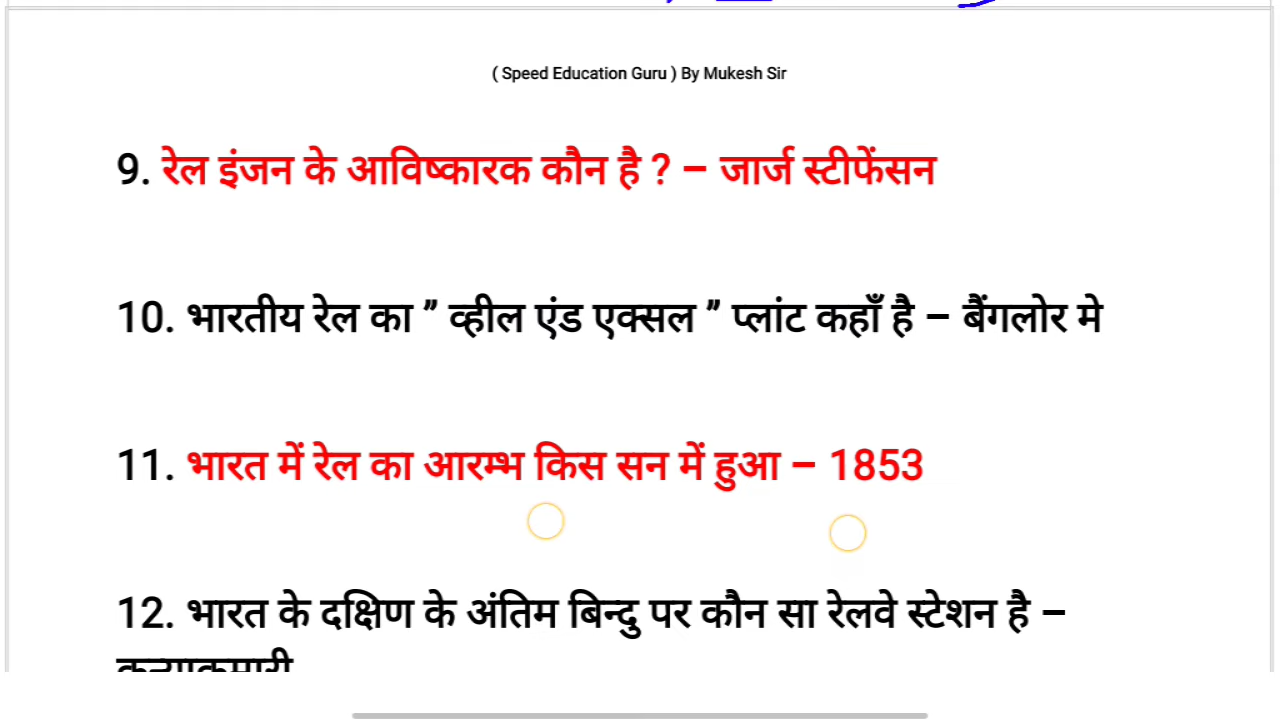 ( Speed Education Guru ) By Mukesh Sir
9. रेल इंजन के आविष्कारक कौन है ? – जार्ज स्टीफेंसन
10. भारतीय रेल का ” व्हील एंड एक्सल ” प्लांट कहाँ है – बैंगलोर मे
11. भारत में रेल का आरम्भ किस सन में हुआ – 1853
12. भारत के दक्षिण के अंतिम बिन्दु पर कौन सा रेलवे स्टेशन है –
कन्याकुमारी